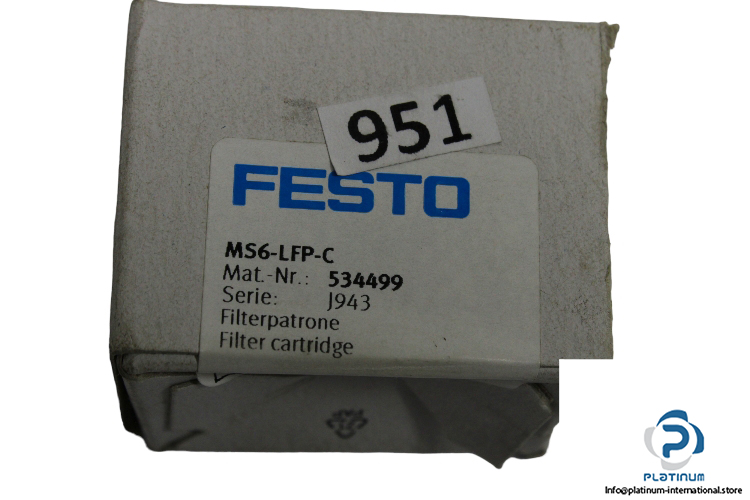 951
FESTO
MS6-LFP-C
Mat.-Nr.: 534499
Serie: J943
Filterpatrone
Filter cartridge
PLATINUM
Info@platinum-international.store